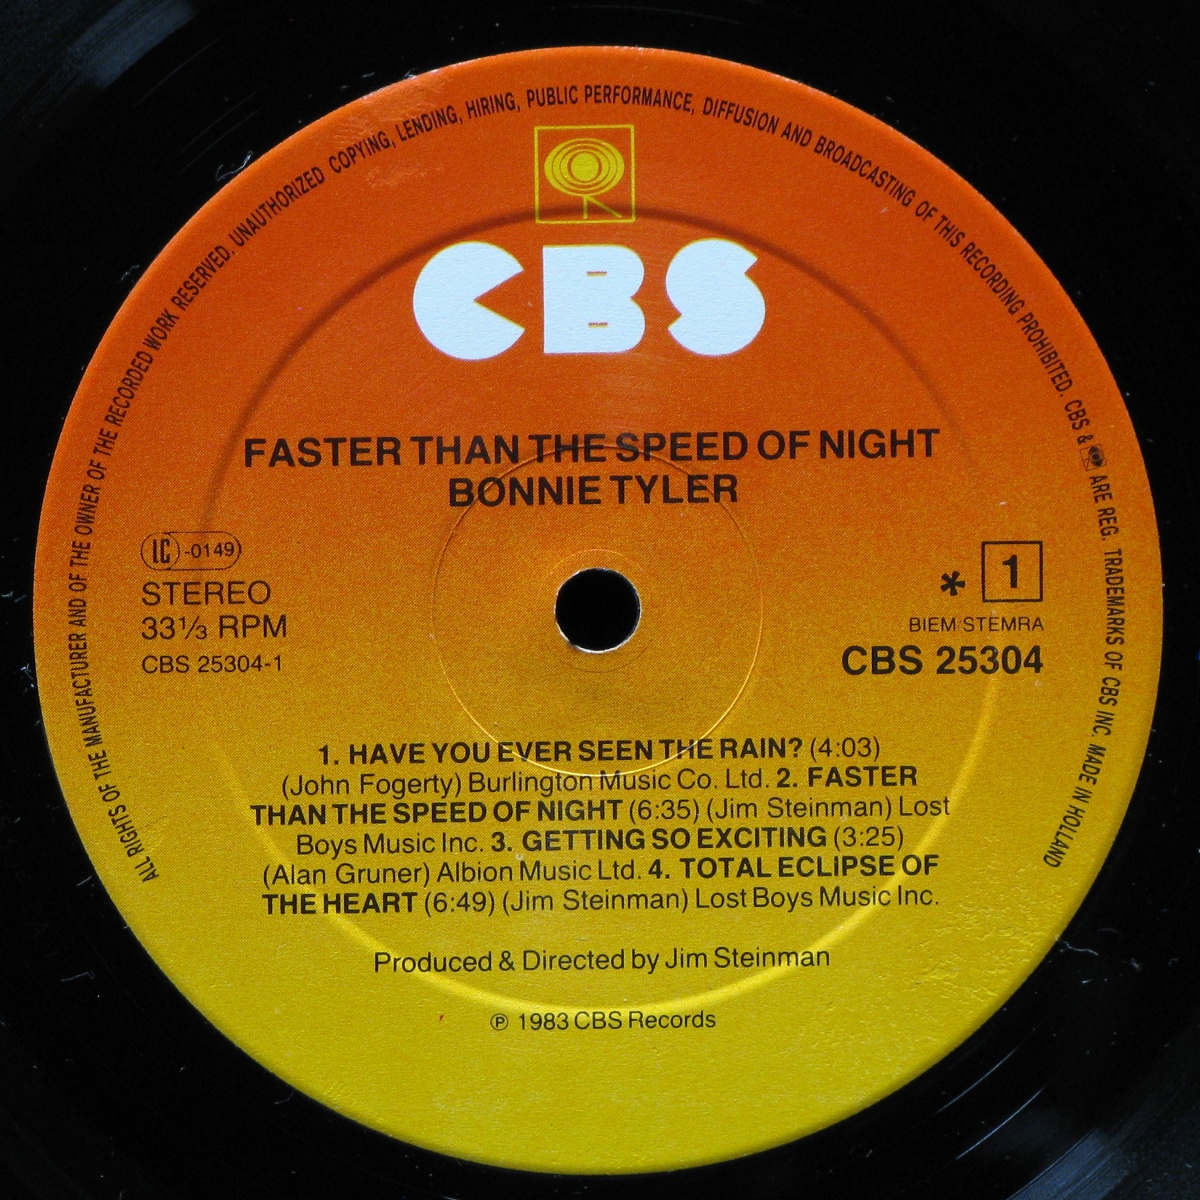 ALL RIGHTS OF THE MANUFACTURER AND OF THE OWNER OF THE RECORDED WORK RESERVED. UNAUTHORIZED COPYING, LENDING, HIRING, PUBLIC PERFORMANCE, DIFFUSION AND BROADCASTING OF THIS RECORDING PROHIBITED. CBS & ARE REG. TRADEMARKS OF CBS INC. MADE IN HOLLAND
CBS
FASTER THAN THE SPEED OF NIGHT
BONNIE TYLER
LC -0149
STEREO
33⅓ RPM
CBS 25304-1
* 1
BIEM/STEMRA
CBS 25304
1. HAVE YOU EVER SEEN THE RAIN? (4:03)
(John Fogerty) Burlington Music Co. Ltd. 2. FASTER
THAN THE SPEED OF NIGHT (6:35) (Jim Steinman) Lost
Boys Music Inc. 3. GETTING SO EXCITING (3:25)
(Alan Gruner) Albion Music Ltd. 4. TOTAL ECLIPSE OF
THE HEART (6:49) (Jim Steinman) Lost Boys Music Inc.
Produced & Directed by Jim Steinman
℗ 1983 CBS Records